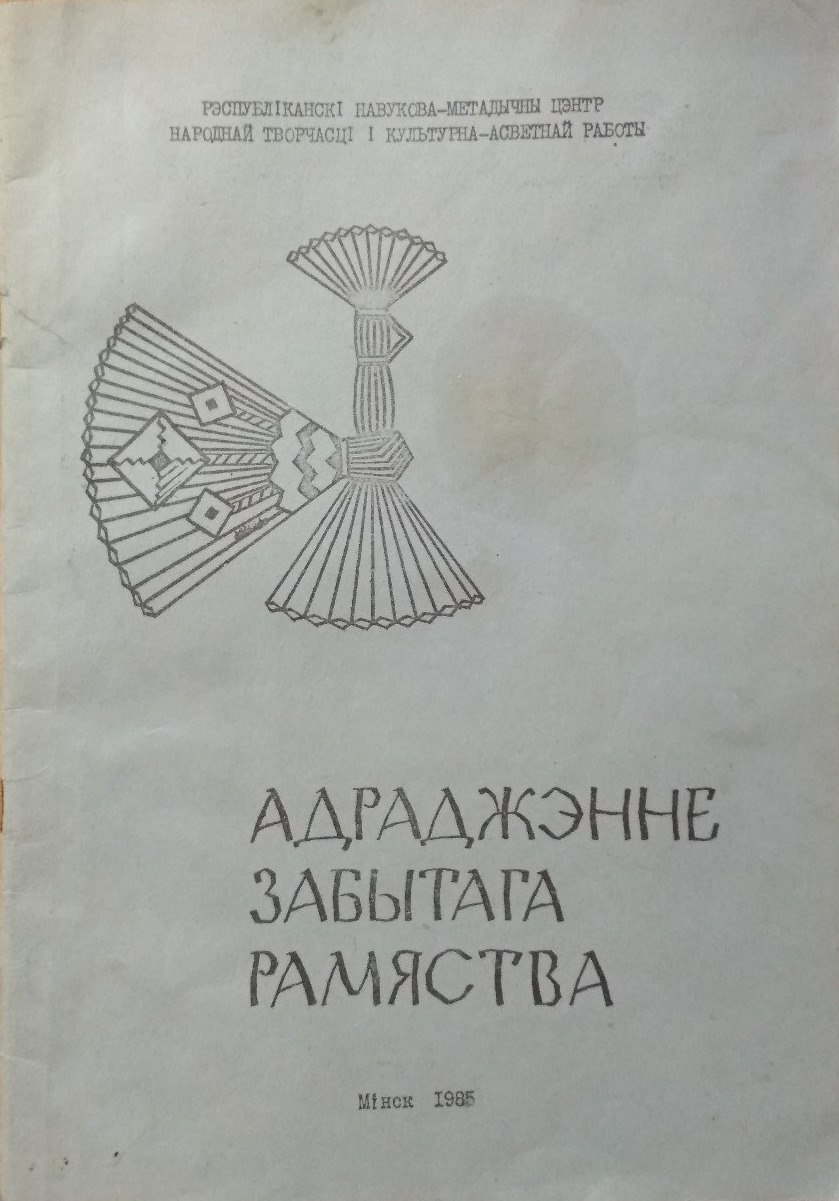 РЭСПУБЛІКАНСКІ НАВУКОВА-МЕТАДЫЧНЫ ЦЭНТР
НАРОДНАЙ ТВОРЧАСЦІ І КУЛЬТУРНА-АСВЕТНАЙ РАБОТЫ
АДРАДЖЭННЕ
ЗАБЫТАГА
РАМЯСТВА
Мінск 1985